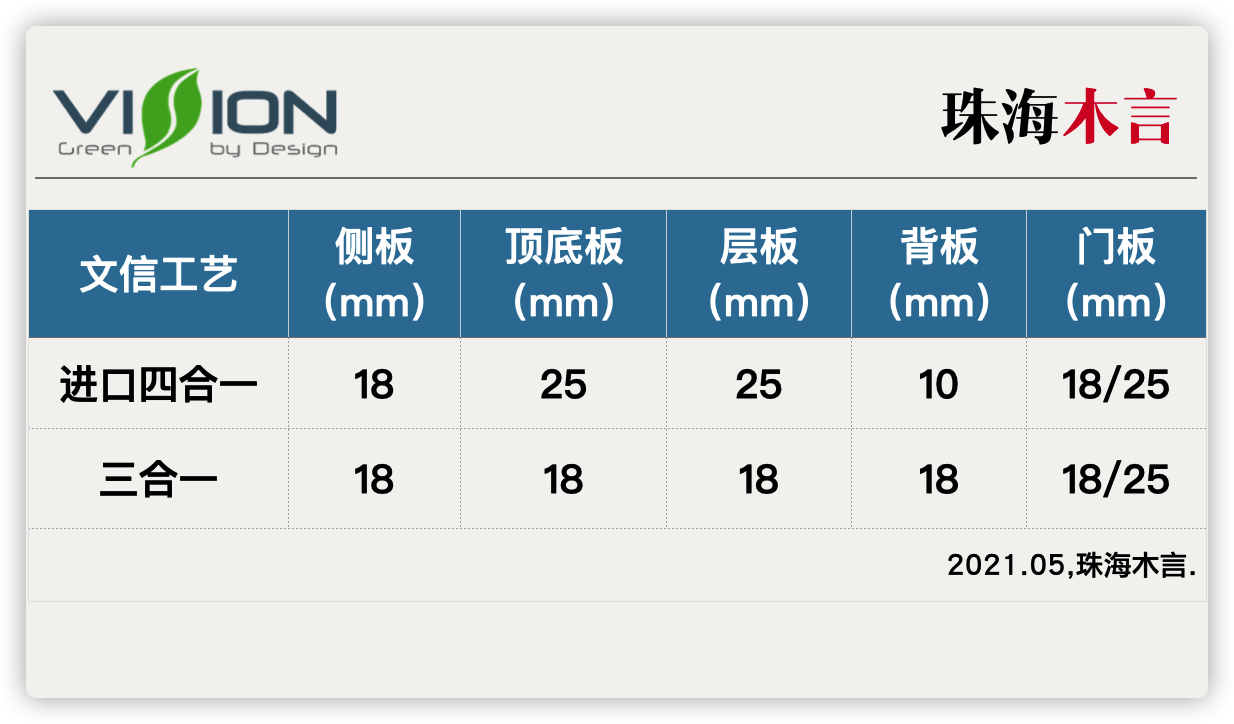 VISION
Green by Design
珠海木言
文信工艺 侧板 (mm) 顶底板 (mm) 层板 (mm) 背板 (mm) 门板 (mm)
进口四合一 18 25 25 10 18/25
三合一 18 18 18 18 18/25
2021.05,珠海木言.